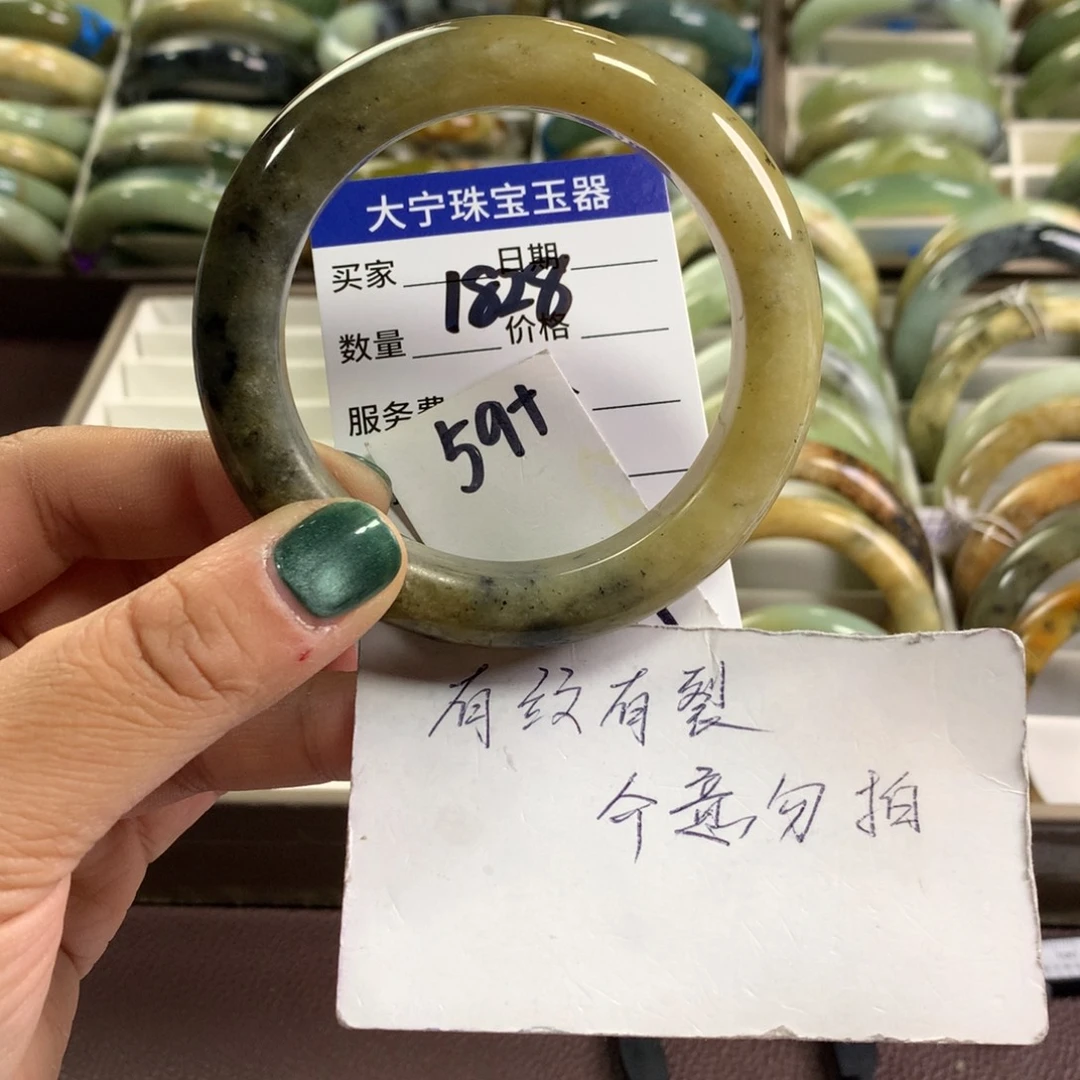 大宁珠宝玉器
买家 日期
1828
数量 价格
服务费
59+
有纹有裂
介意勿拍